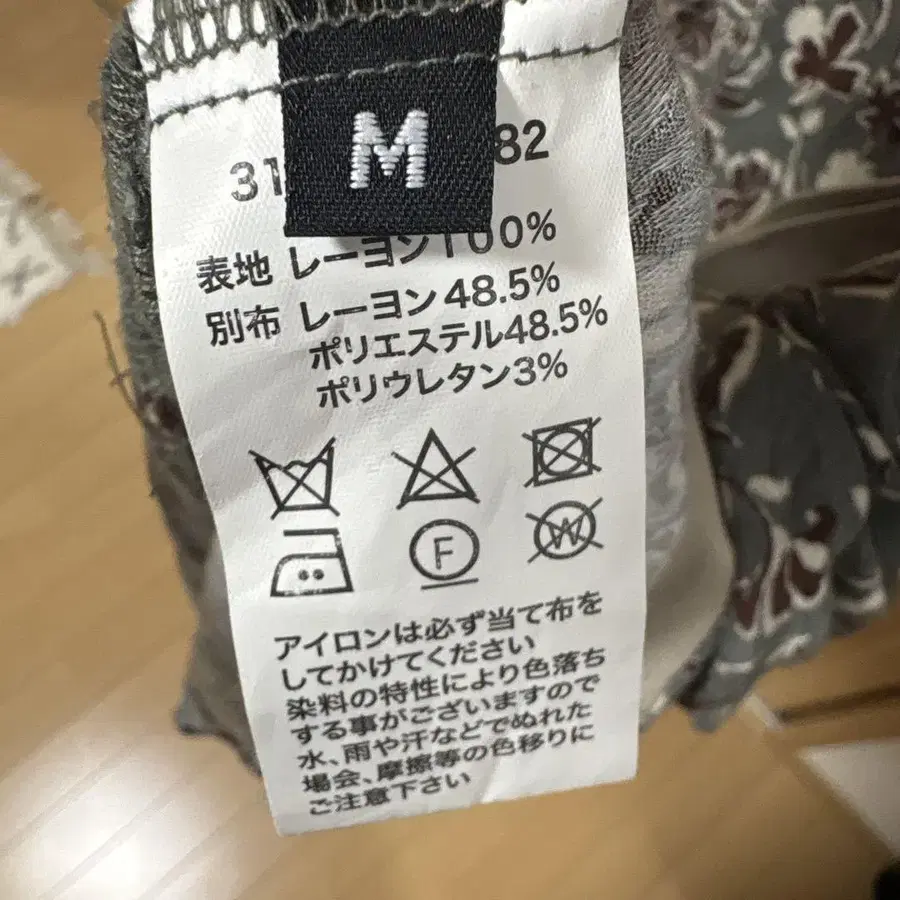 M
31 82
表地 レーヨン100%
別布 レーヨン48.5%
ポリエステル48.5%
ポリウレタン3%
F
W
アイロンは必ず当て布を
してかけてください
染料の特性により色落ち
する事がございますので
水、雨や汗などでぬれた
場会、摩擦等の色移りに
ご注意下さい